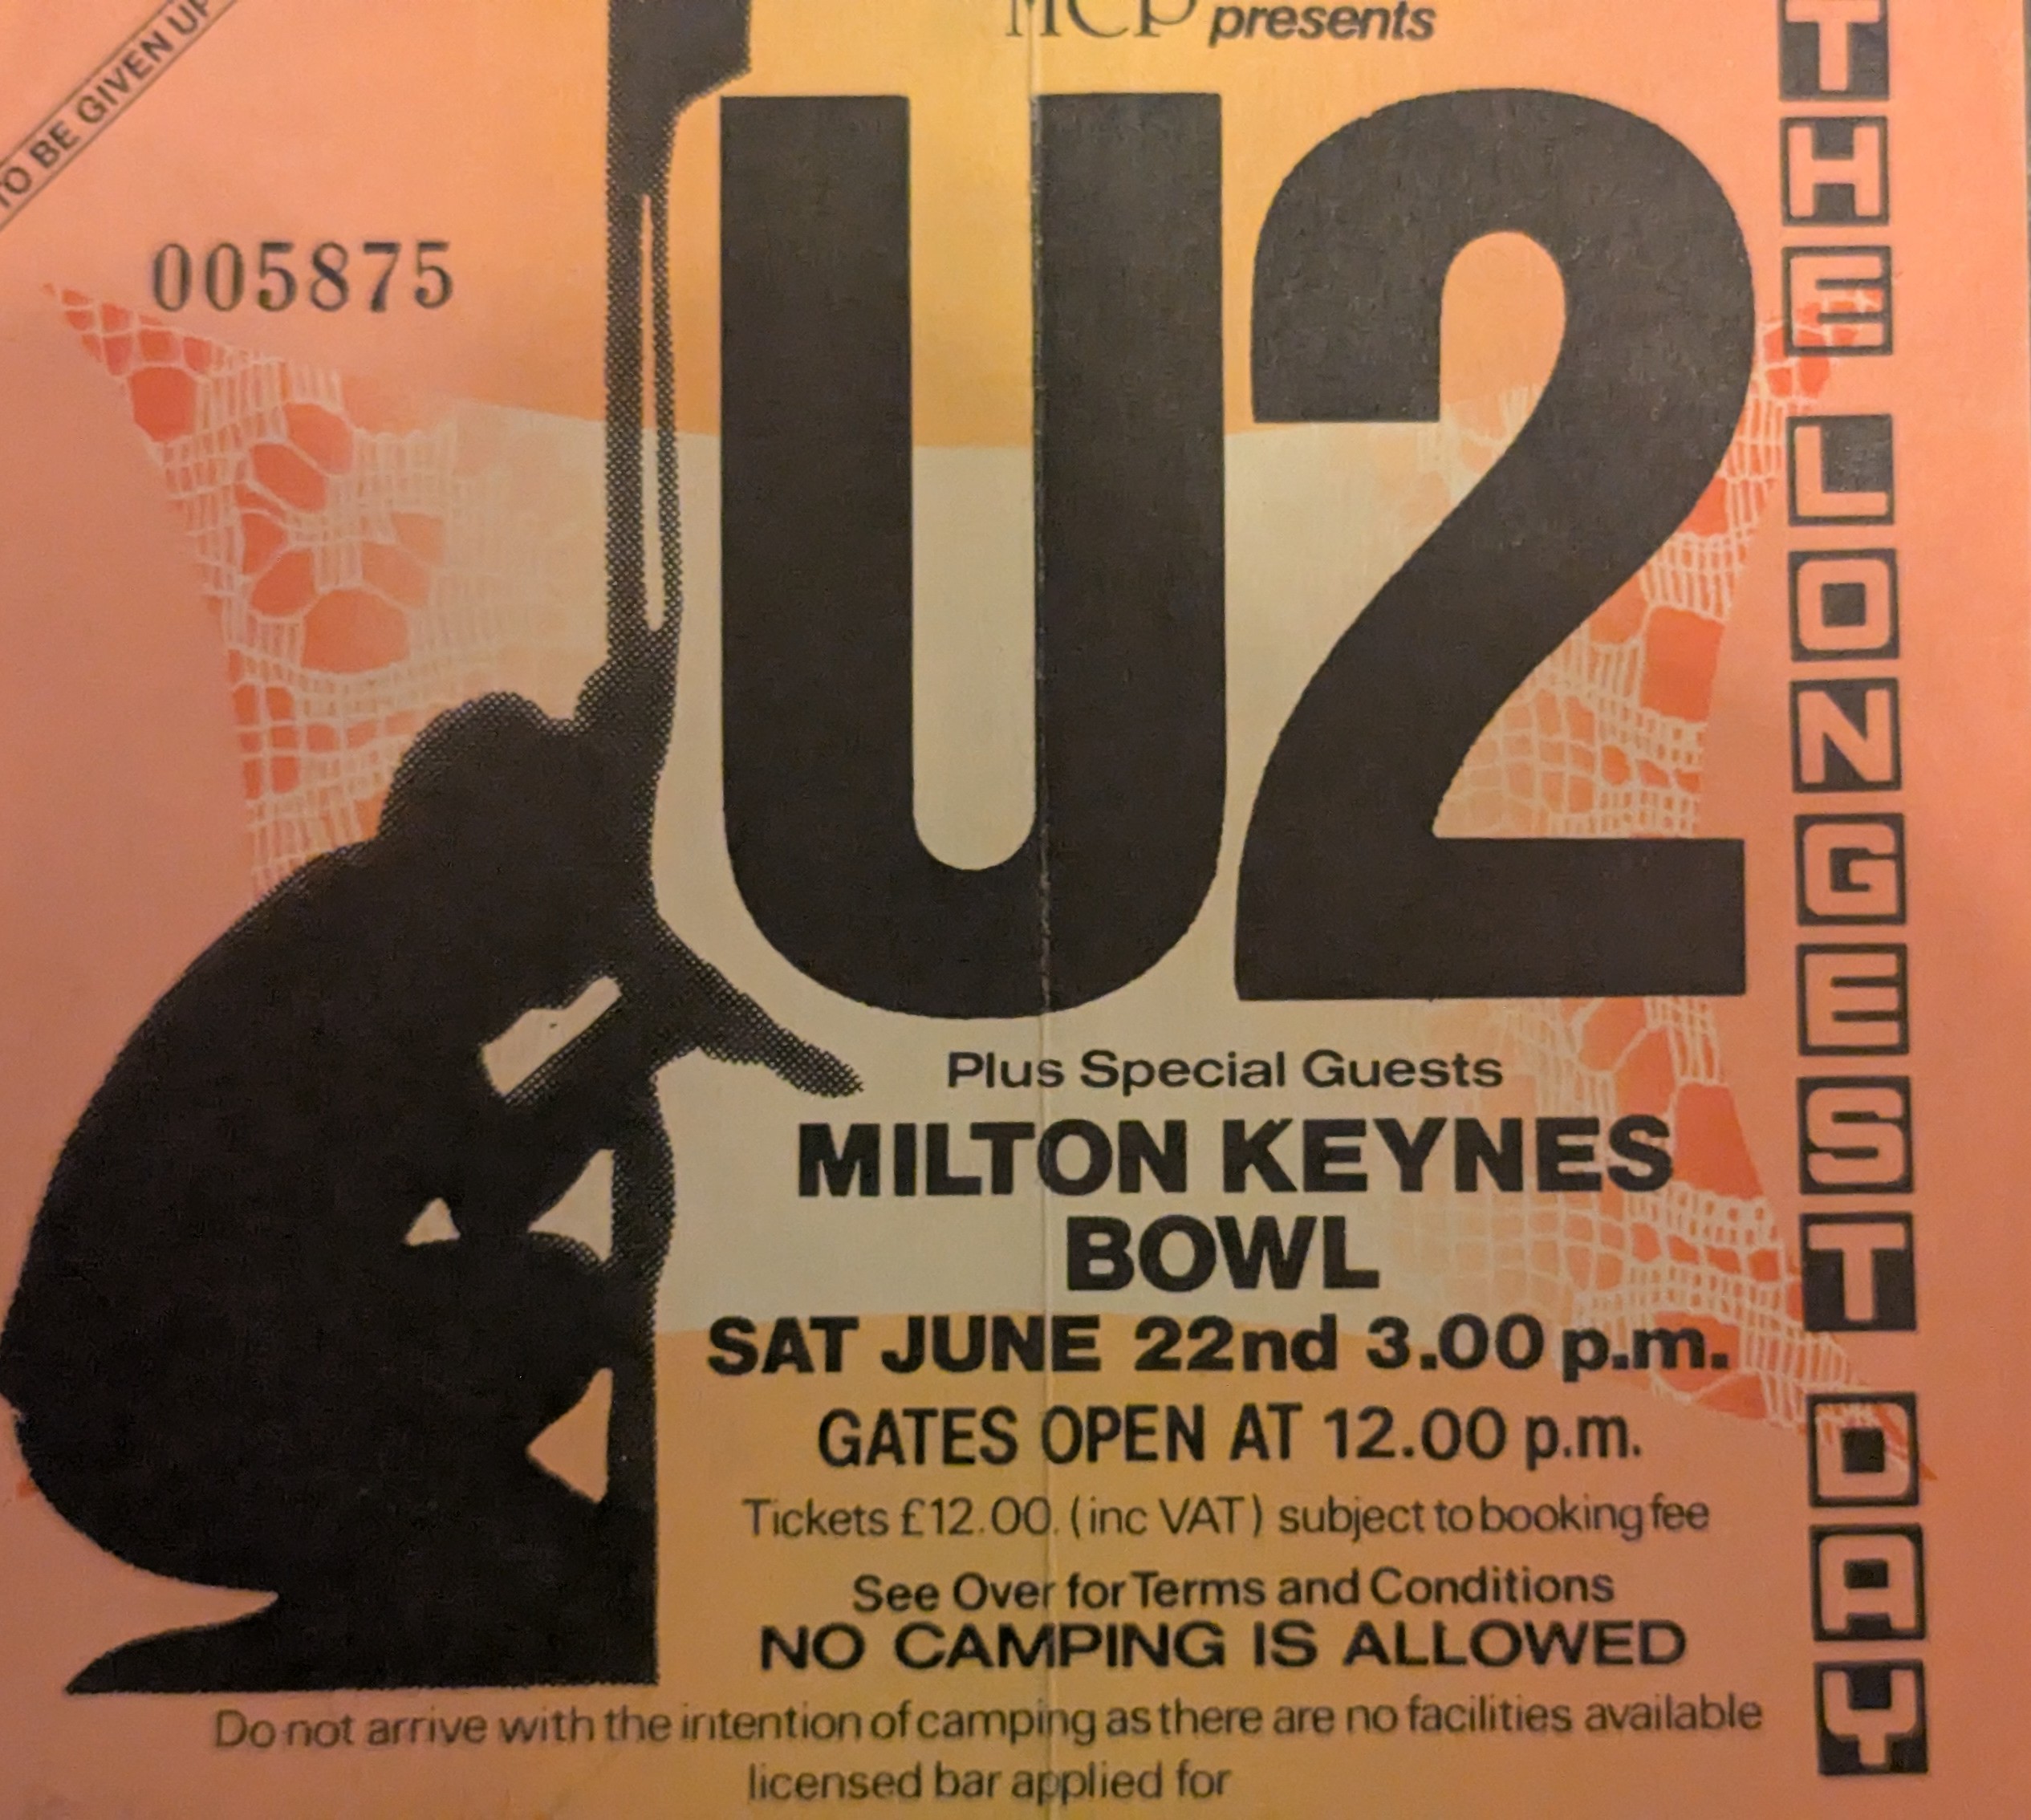 MCP presents
TO BE GIVEN UP
005875
U2
THE LONGEST DAY
Plus Special Guests
MILTON KEYNES
BOWL
SAT JUNE 22nd 3.00 p.m.
GATES OPEN AT 12.00 p.m.
Tickets £12.00. (inc VAT) subject to booking fee
See Over for Terms and Conditions
NO CAMPING IS ALLOWED
Do not arrive with the intention of camping as there are no facilities available
licensed bar applied for